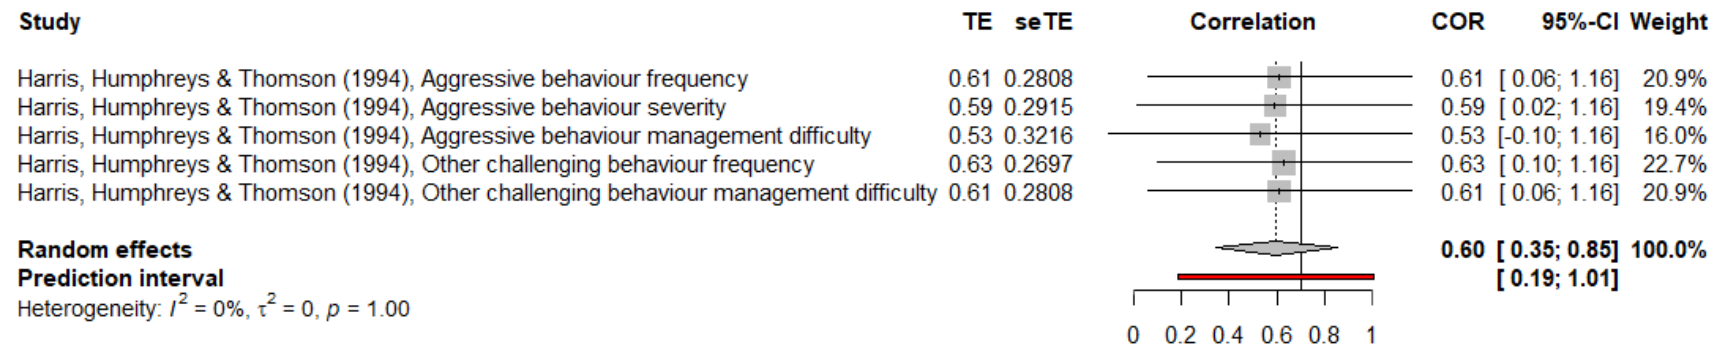 Study TE seTE Correlation COR 95%-CI Weight
Harris, Humphreys & Thomson (1994), Aggressive behaviour frequency 0.61 0.2808 0.61 [ 0.06; 1.16] 20.9%
Harris, Humphreys & Thomson (1994), Aggressive behaviour severity 0.59 0.2915 0.59 [ 0.02; 1.16] 19.4%
Harris, Humphreys & Thomson (1994), Aggressive behaviour management difficulty 0.53 0.3216 0.53 [-0.10; 1.16] 16.0%
Harris, Humphreys & Thomson (1994), Other challenging behaviour frequency 0.63 0.2697 0.63 [ 0.10; 1.16] 22.7%
Harris, Humphreys & Thomson (1994), Other challenging behaviour management difficulty 0.61 0.2808 0.61 [ 0.06; 1.16] 20.9%
Random effects 0.60 [ 0.35; 0.85] 100.0%
Prediction interval [ 0.19; 1.01]
Heterogeneity: I² = 0%, τ² = 0, p = 1.00
0 0.2 0.4 0.6 0.8 1